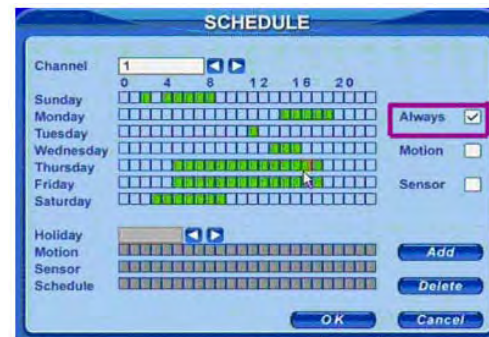 SCHEDULE
Channel 1
0 4 8 12 16 20
Sunday
Monday
Always
Tuesday
Wednesday
Motion
Thursday
Friday
Sensor
Saturday
Holiday
Motion
Add
Sensor
Schedule
Delete
OK
Cancel